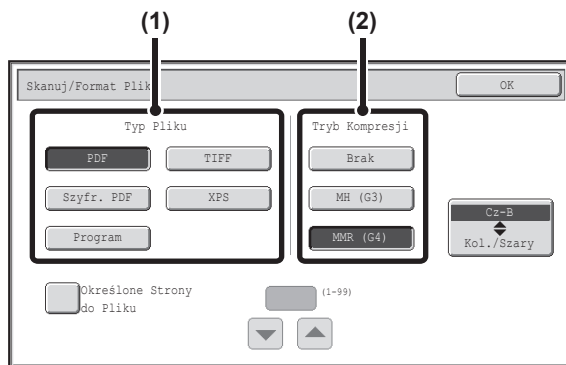 (1) (2)
Skanuj/Format Plik
OK
Typ Pliku
Tryb Kompresji
PDF
TIFF
Brak
Szyfr. PDF
XPS
MH (G3)
Cz-B
Kol./Szary
Program
MMR (G4)
Określone Strony
do Pliku
(1-99)